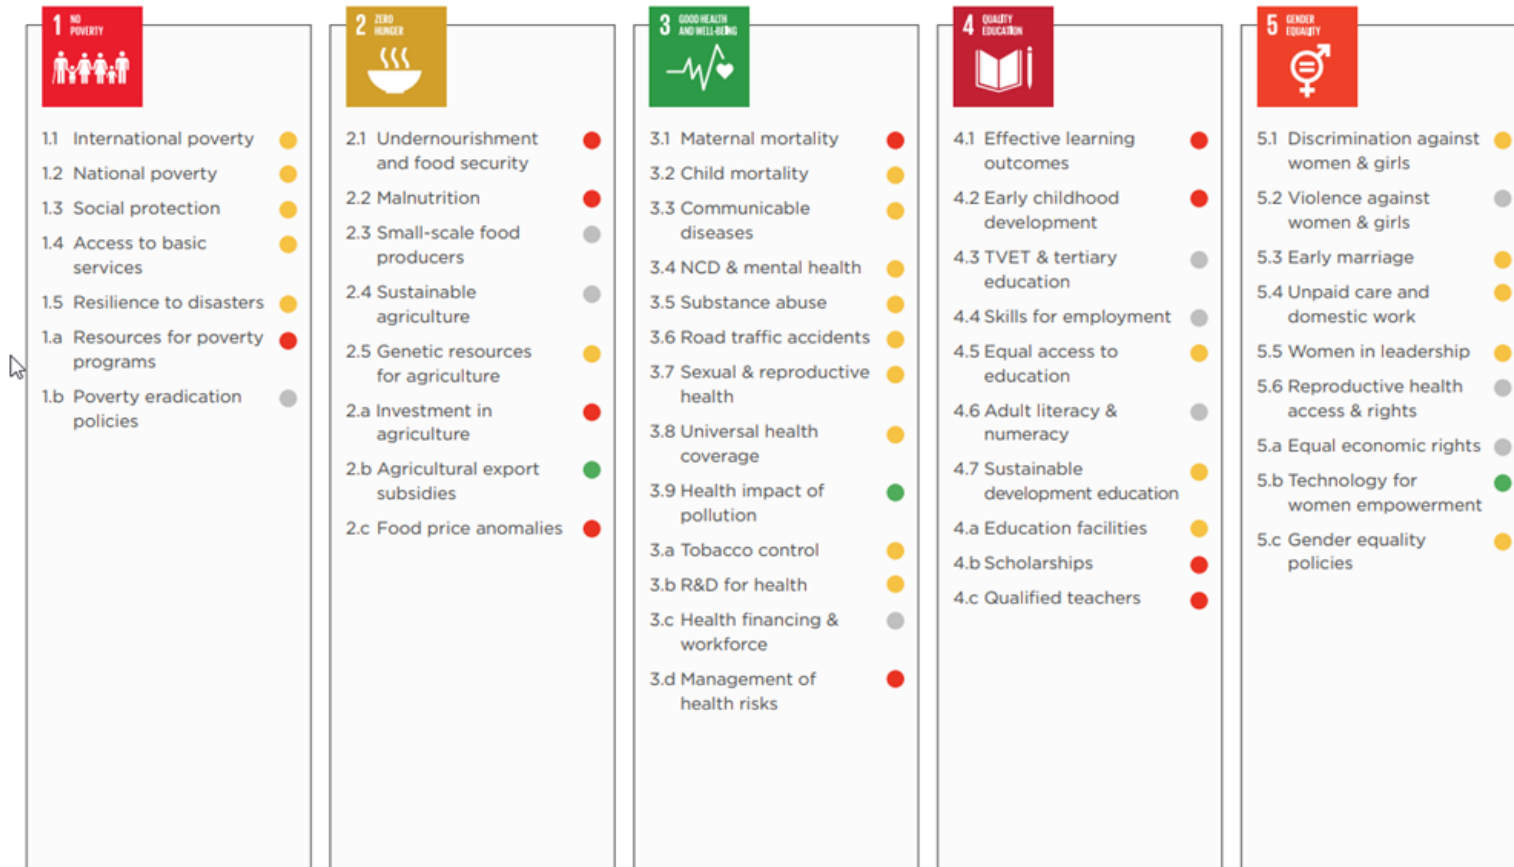 1 NO
POVERTY
1.1 International poverty
1.2 National poverty
1.3 Social protection
1.4 Access to basic
services
1.5 Resilience to disasters
1.a Resources for poverty
programs
1.b Poverty eradication
policies
2 ZERO
HUNGER
2.1 Undernourishment
and food security
2.2 Malnutrition
2.3 Small-scale food
producers
2.4 Sustainable
agriculture
2.5 Genetic resources
for agriculture
2.a Investment in
agriculture
2.b Agricultural export
subsidies
2.c Food price anomalies
3 GOOD HEALTH
AND WELL-BEING
3.1 Maternal mortality
3.2 Child mortality
3.3 Communicable
diseases
3.4 NCD & mental health
3.5 Substance abuse
3.6 Road traffic accidents
3.7 Sexual & reproductive
health
3.8 Universal health
coverage
3.9 Health impact of
pollution
3.a Tobacco control
3.b R&D for health
3.c Health financing &
workforce
3.d Management of
health risks
4 QUALITY
EDUCATION
4.1 Effective learning
outcomes
4.2 Early childhood
development
4.3 TVET & tertiary
education
4.4 Skills for employment
4.5 Equal access to
education
4.6 Adult literacy &
numeracy
4.7 Sustainable
development education
4.a Education facilities
4.b Scholarships
4.c Qualified teachers
5 GENDER
EQUALITY
5.1 Discrimination against
women & girls
5.2 Violence against
women & girls
5.3 Early marriage
5.4 Unpaid care and
domestic work
5.5 Women in leadership
5.6 Reproductive health
access & rights
5.a Equal economic rights
5.b Technology for
women empowerment
5.c Gender equality
policies